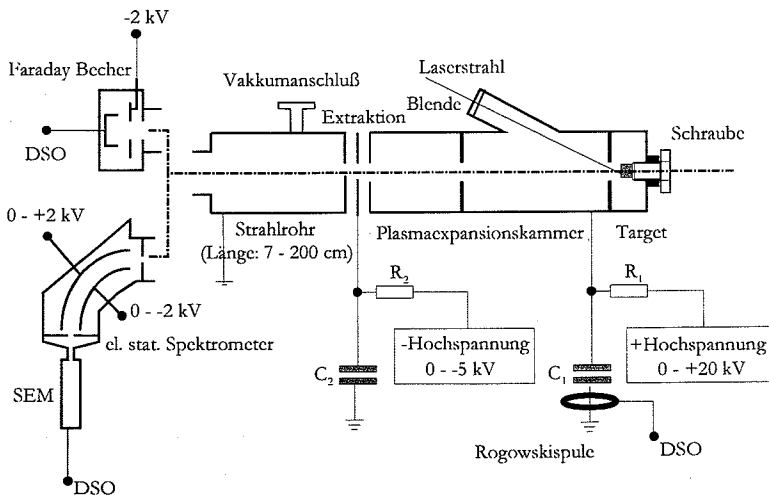 -2 kV
Faraday Becher
DSO
Vakkumanschluß
Extraktion
Laserstrahl
Blende
Schraube
0 - +2 kV
Strahlrohr
(Länge: 7 - 200 cm)
Plasmaexpansionskammer
Target
0 - -2 kV
el. stat. Spektrometer
SEM
DSO
R2
-Hochspannung
0 - -5 kV
C2
R1
+Hochspannung
0 - +20 kV
C1
Rogowskispule
DSO